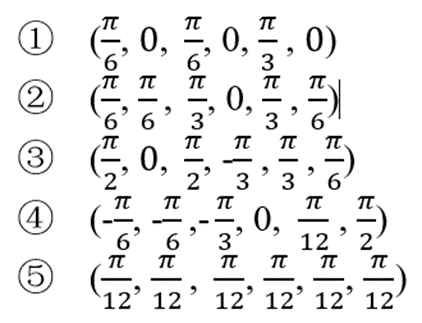 ① (π/6, 0, π/6, 0, π/3, 0)
② (π/6, π/6, π/3, 0, π/3, π/6)
③ (π/2, 0, π/2, -π/3, π/3, π/6)
④ (-π/6, -π/6, -π/3, 0, π/12, π/2)
⑤ (π/12, π/12, π/12, π/12, π/12, π/12)